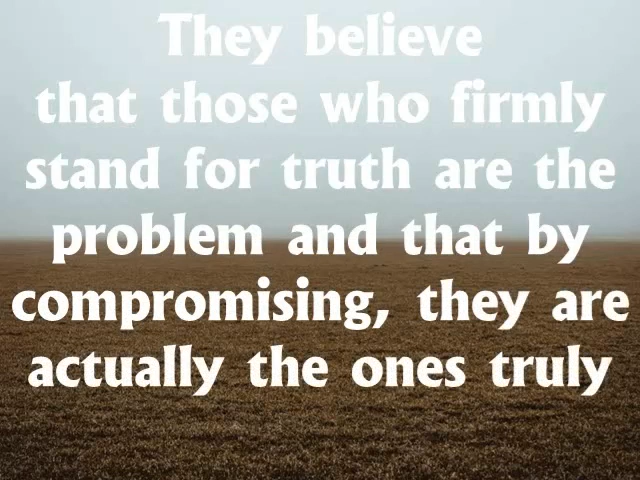 They believe
that those who firmly
stand for truth are the
problem and that by
compromising, they are
actually the ones truly